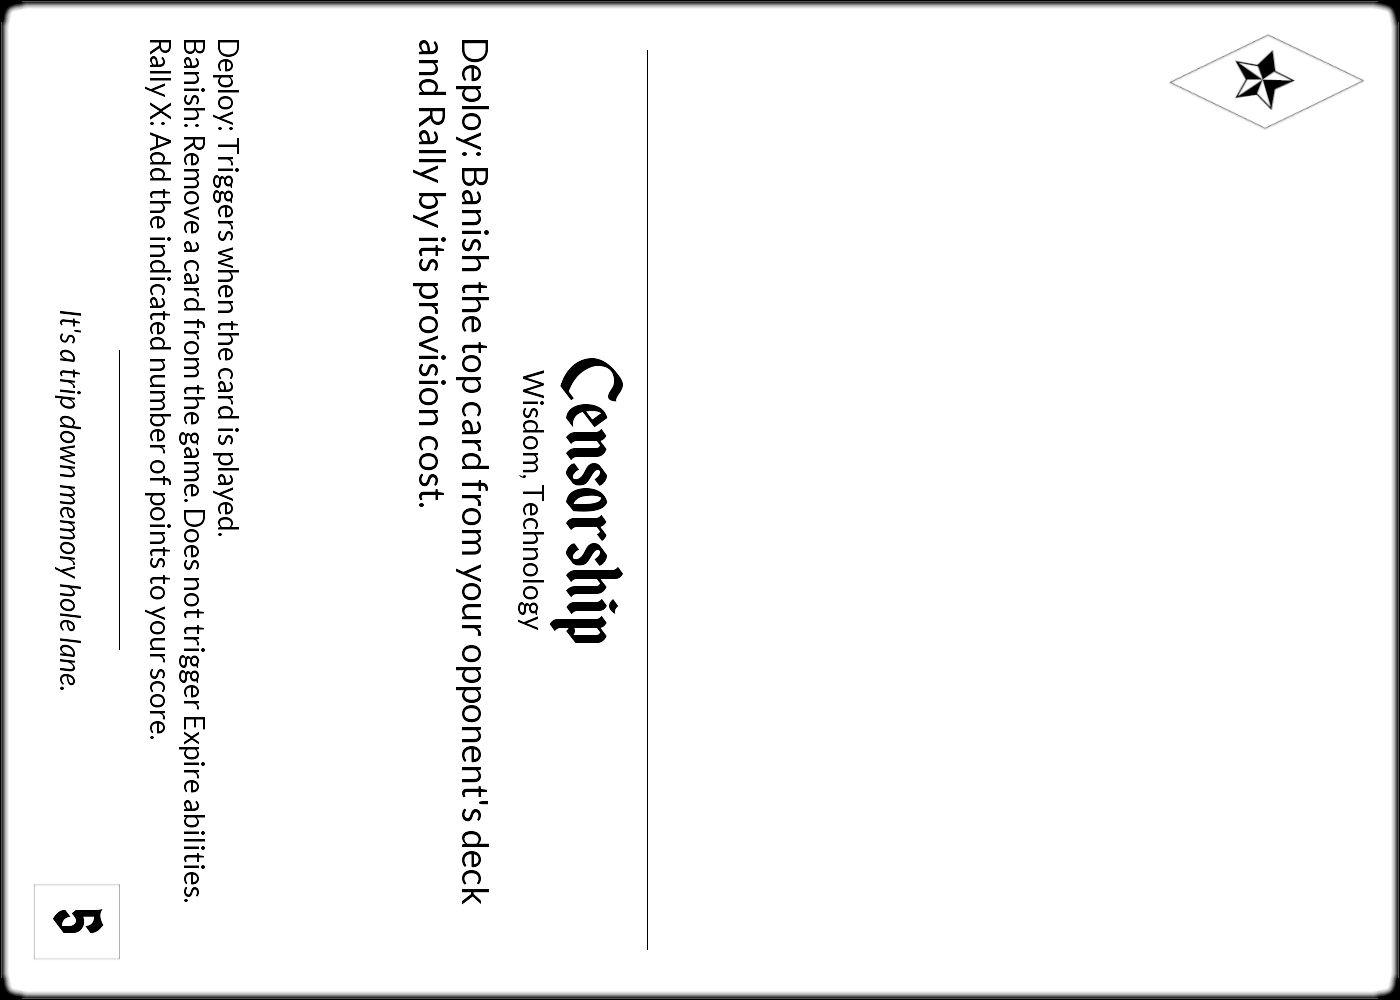 Censorship
Wisdom, Technology
Deploy: Banish the top card from your opponent's deck
and Rally by its provision cost.
Deploy: Triggers when the card is played.
Banish: Remove a card from the game. Does not trigger Expire abilities.
Rally X: Add the indicated number of points to your score.
It's a trip down memory hole lane.
5